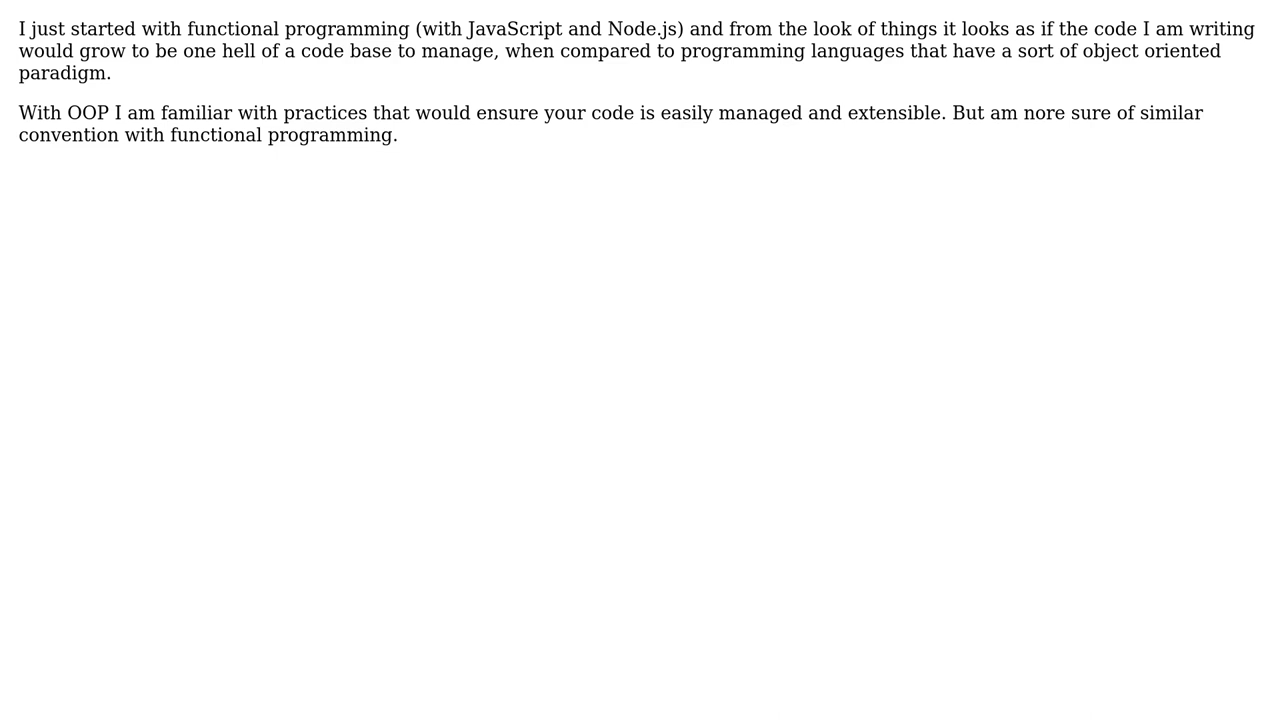 I just started with functional programming (with JavaScript and Node.js) and from the look of things it looks as if the code I am writing
would grow to be one hell of a code base to manage, when compared to programming languages that have a sort of object oriented
paradigm.
With OOP I am familiar with practices that would ensure your code is easily managed and extensible. But am nore sure of similar
convention with functional programming.